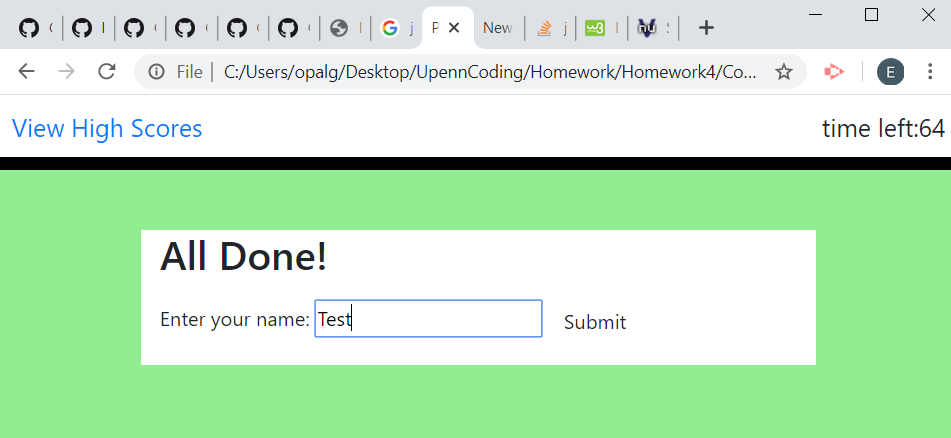 P
New
File | C:/Users/opalg/Desktop/UpennCoding/Homework/Homework4/Co...
E
View High Scores
time left:64
All Done!
Enter your name: Test
Submit